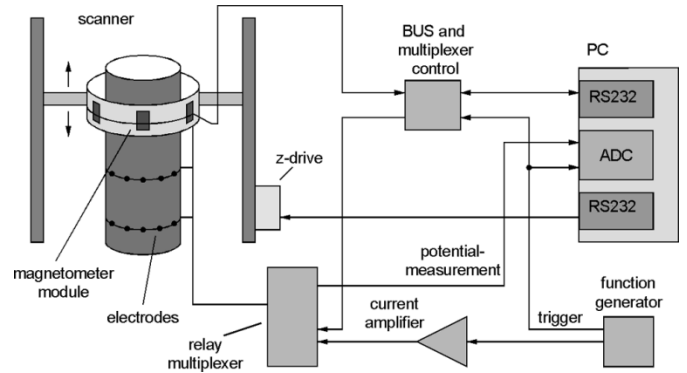 scanner
BUS and
multiplexer
control
PC
RS232
ADC
RS232
z-drive
magnetometer
module
electrodes
potential-
measurement
relay
multiplexer
current
amplifier
trigger
function
generator